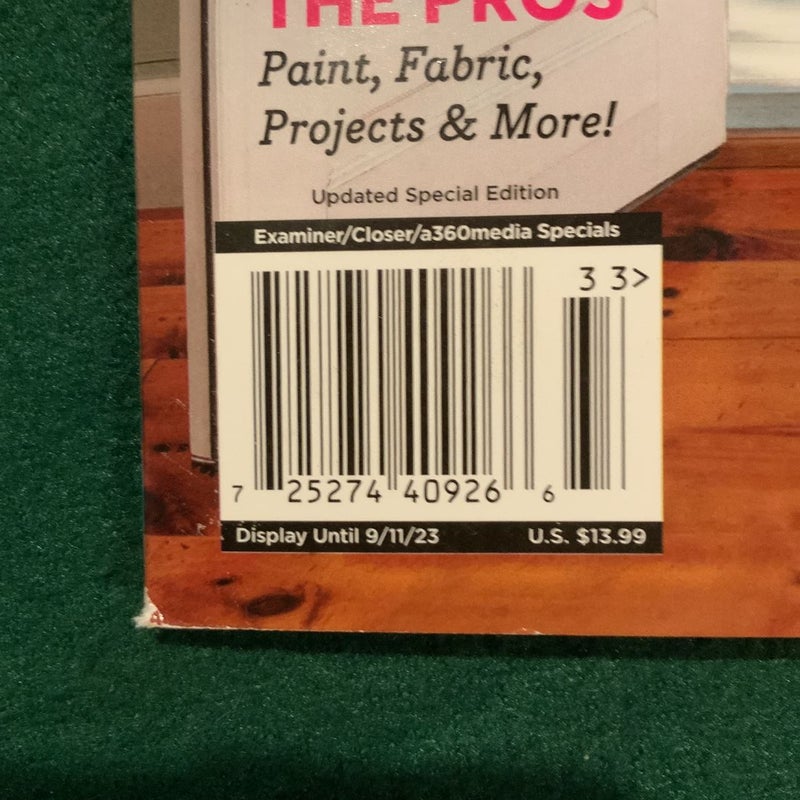 THE PROS
Paint, Fabric,
Projects & More!
Updated Special Edition
Examiner/Closer/a360media Specials
3 3>
7 25274 40926 6
Display Until 9/11/23 U.S. $13.99